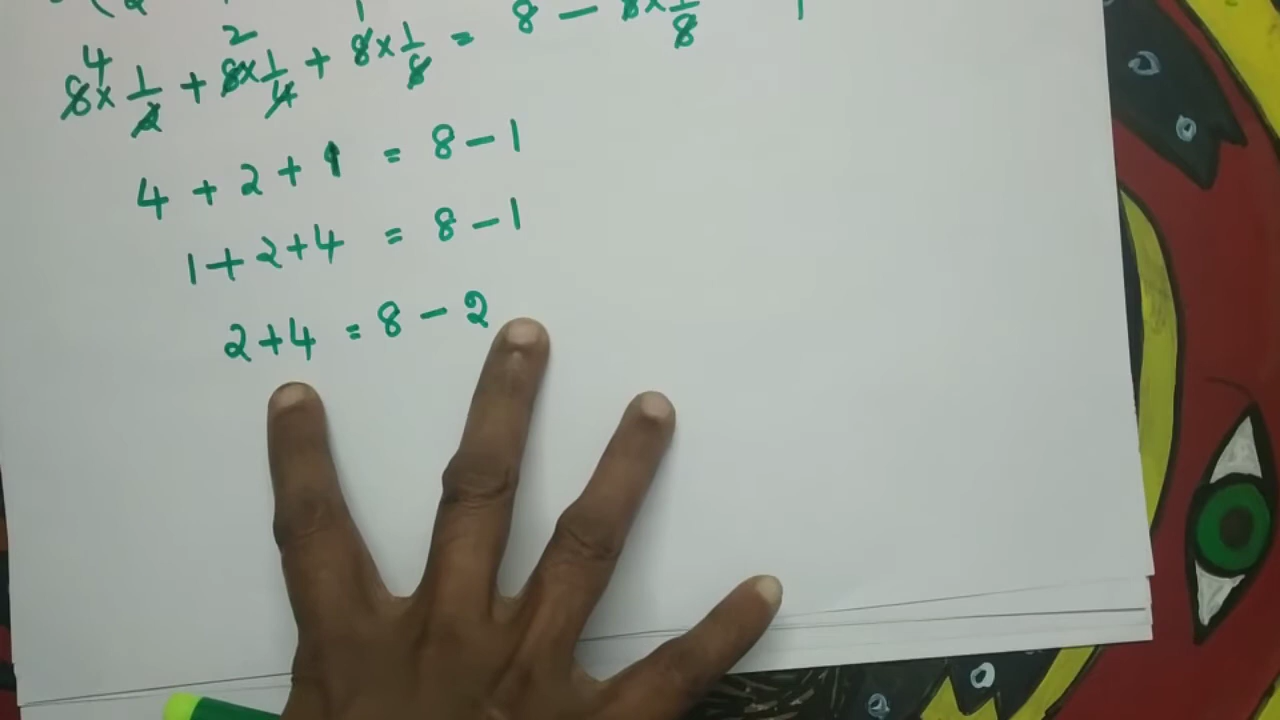 8 × 1/2 + 8 × 1/4 + 8 × 1/8 = 8 − 8 × 1/8
4 + 2 + 1 = 8 − 1
1 + 2 + 4 = 8 − 1
2 + 4 = 8 − 2